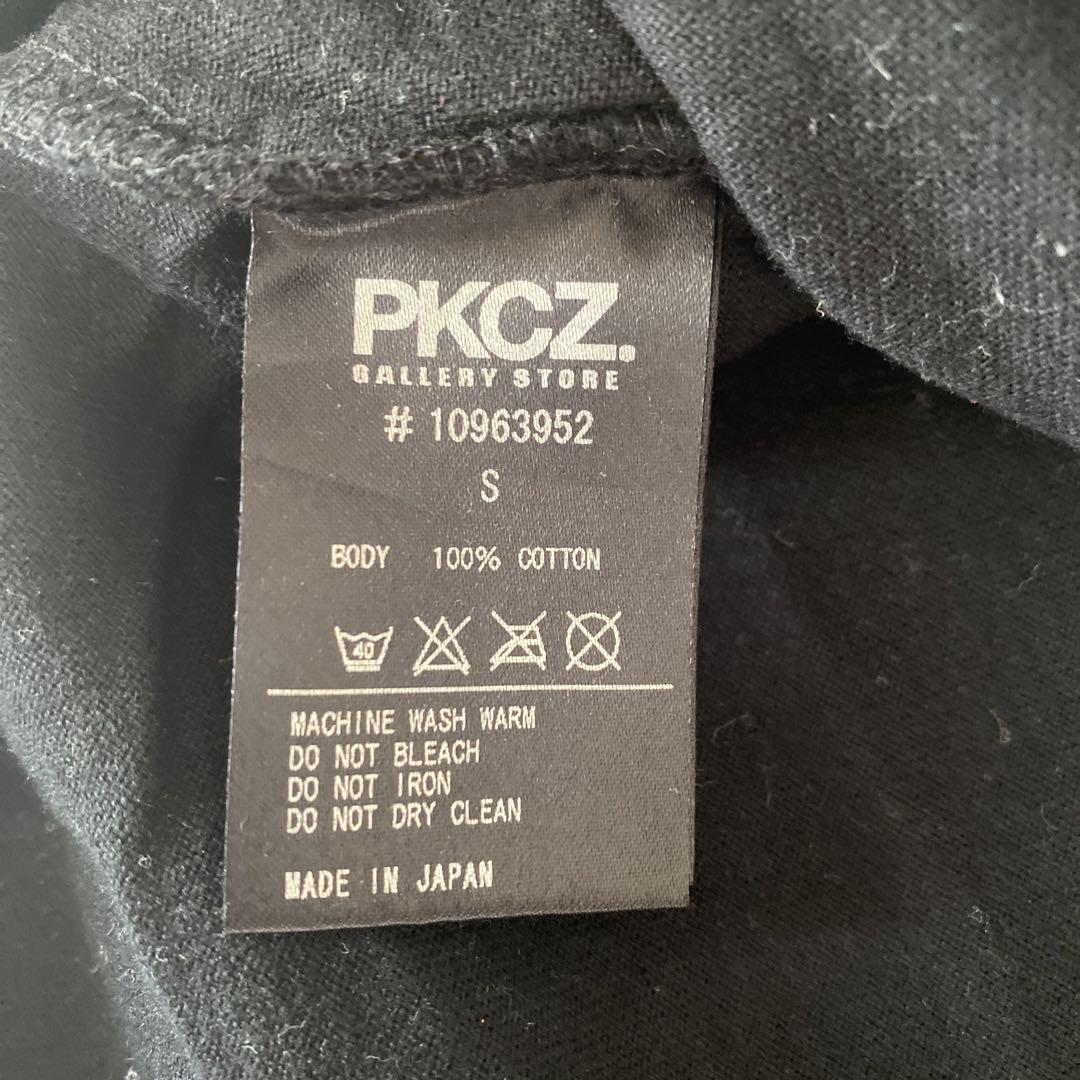 PKCZ.
GALLERY STORE
# 10963952
S
BODY 100% COTTON
40
MACHINE WASH WARM
DO NOT BLEACH
DO NOT IRON
DO NOT DRY CLEAN
MADE IN JAPAN